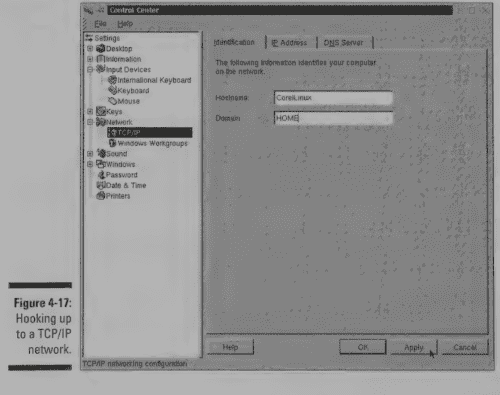 Control Center
File Help
Settings
Desktop
Information
Input Devices
International Keyboard
Keyboard
Mouse
Keys
Network
TCP/IP
Windows Workgroups
Sound
Windows
Password
Date & Time
Printers
Identification IP Address DNS Server
The following information identifies your computer
on the network.
Hostname: CorelLinux
Domain: HOME
Help OK Apply Cancel
TCP/IP networking configuration
Figure 4-17:
Hooking up
to a TCP/IP
network.